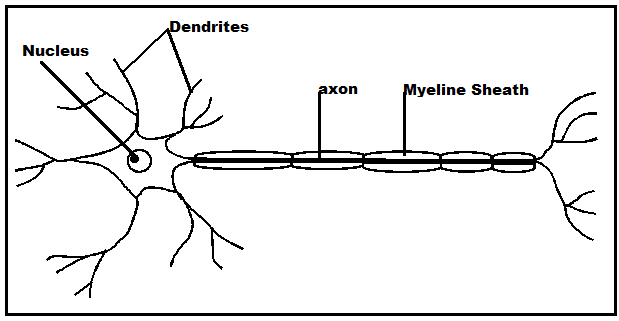 Dendrites
Nucleus
axon
Myeline Sheath